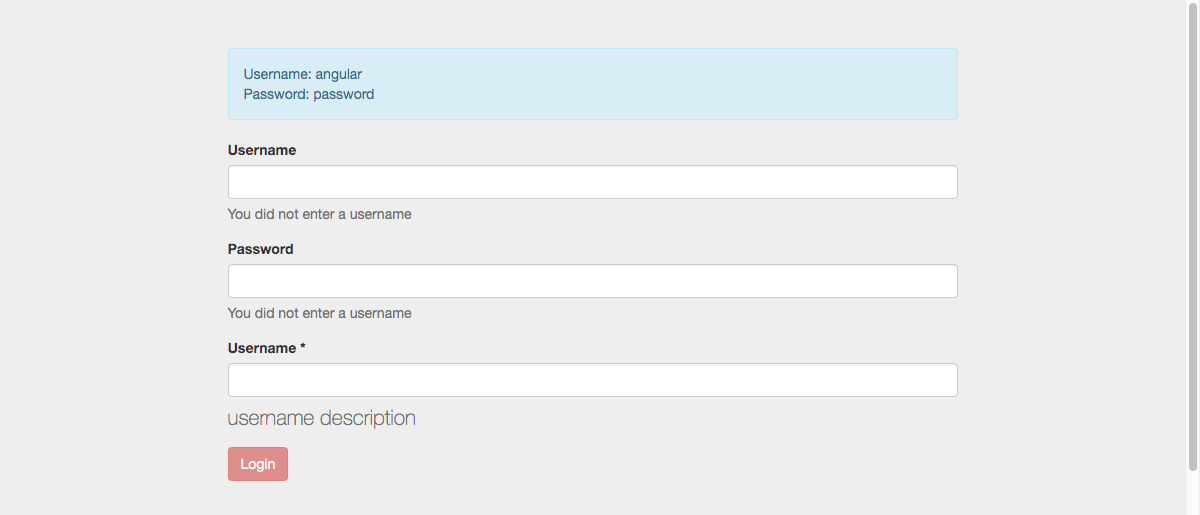 Username: angular
Password: password
Username
You did not enter a username
Password
You did not enter a username
Username *
username description
Login